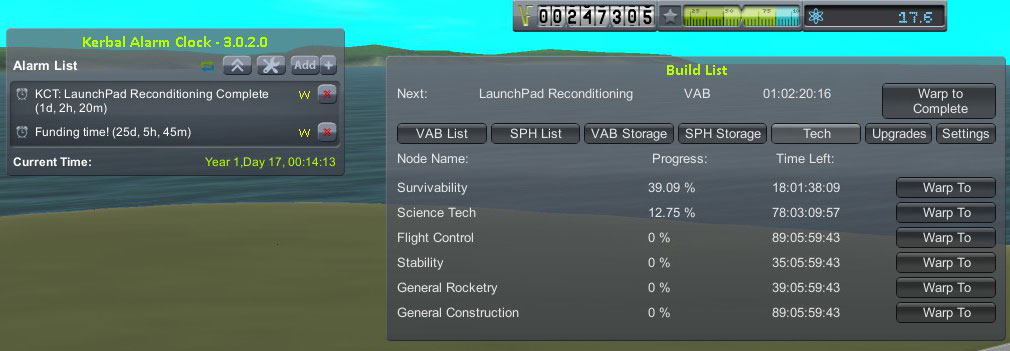 00247305
25 50 75
17.6
Kerbal Alarm Clock - 3.0.2.0
Alarm List Add +
KCT: LaunchPad Reconditioning Complete
(1d, 2h, 20m) W x
Funding time! (25d, 5h, 45m) W x
Current Time: Year 1,Day 17, 00:14:13
Build List
Next: LaunchPad Reconditioning VAB 01:02:20:16 Warp to
Complete
VAB List SPH List VAB Storage SPH Storage Tech Upgrades Settings
Node Name: Progress: Time Left:
Survivability 39.09 % 18:01:38:09 Warp To
Science Tech 12.75 % 78:03:09:57 Warp To
Flight Control 0 % 89:05:59:43 Warp To
Stability 0 % 35:05:59:43 Warp To
General Rocketry 0 % 39:05:59:43 Warp To
General Construction 0 % 89:05:59:43 Warp To